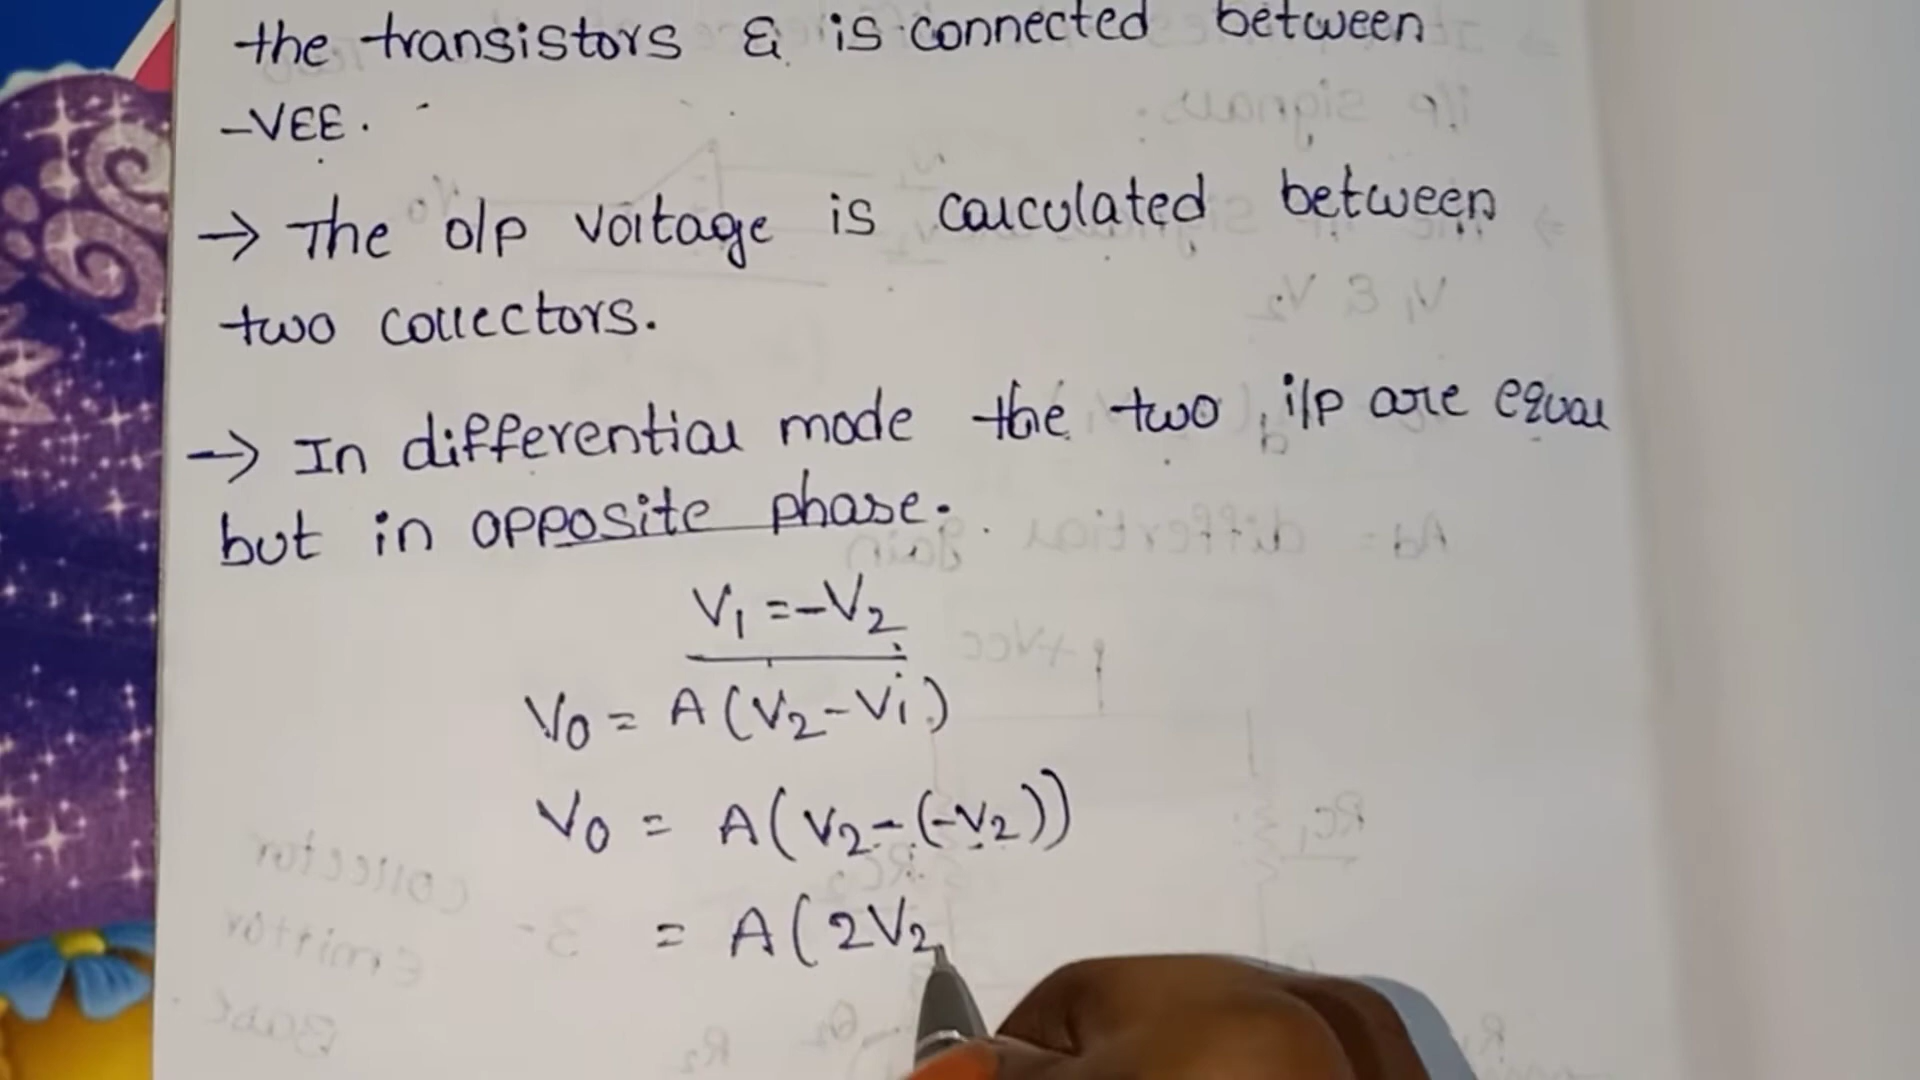 the transistors & is connected between
-VEE.
→ The o/p voltage is calculated between
two collectors.
→ In differential mode the two i/p are equal
but in opposite phase.
V1 = -V2
V0 = A(V2-V1)
V0 = A(V2-(-V2))
= A(2V2